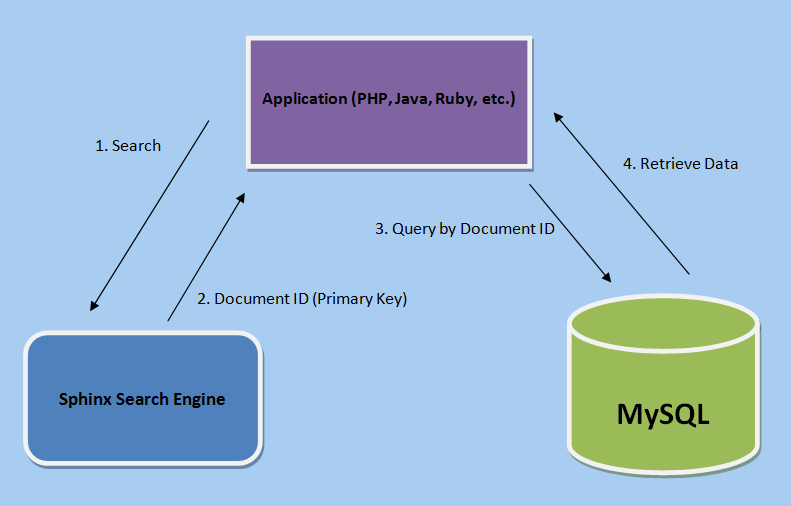 Application (PHP, Java, Ruby, etc.)
1. Search
4. Retrieve Data
3. Query by Document ID
2. Document ID (Primary Key)
Sphinx Search Engine
MySQL